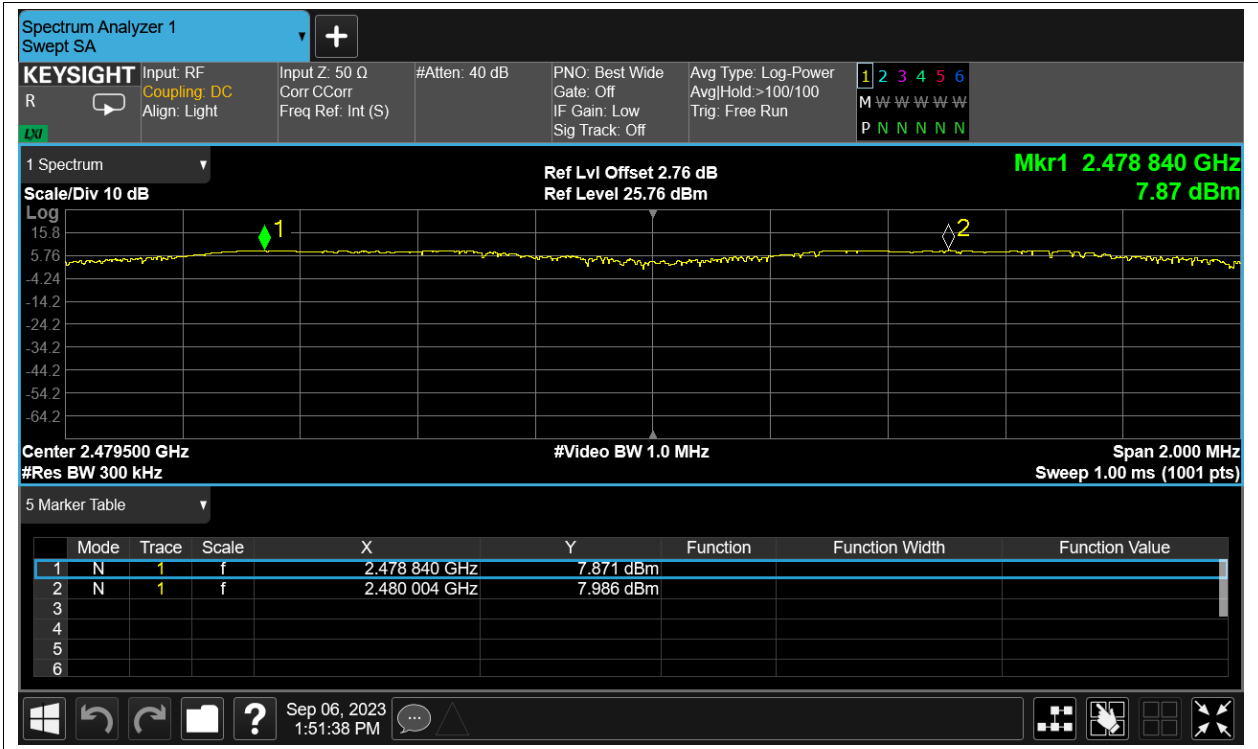 Spectrum Analyzer 1
Swept SA
KEYSIGHT
R
LXI
Input: RF
Coupling: DC
Align: Light
Input Z: 50 Ω
Corr CCorr
Freq Ref: Int (S)
#Atten: 40 dB
PNO: Best Wide
Gate: Off
IF Gain: Low
Sig Track: Off
Avg Type: Log-Power
Avg|Hold:>100/100
Trig: Free Run
1 2 3 4 5 6
M W W W W W
P N N N N N
1 Spectrum
Scale/Div 10 dB
Ref Lvl Offset 2.76 dB
Ref Level 25.76 dBm
Mkr1 2.478 840 GHz
7.87 dBm
Log
15.8
5.76
-4.24
-14.2
-24.2
-34.2
-44.2
-54.2
-64.2
1
2
Center 2.479500 GHz
#Video BW 1.0 MHz
Span 2.000 MHz
#Res BW 300 kHz
Sweep 1.00 ms (1001 pts)
5 Marker Table
Mode Trace Scale X Y Function Function Width Function Value
1 N 1 f 2.478 840 GHz 7.871 dBm
2 N 1 f 2.480 004 GHz 7.986 dBm
3
4
5
6
?
Sep 06, 2023
1:51:38 PM